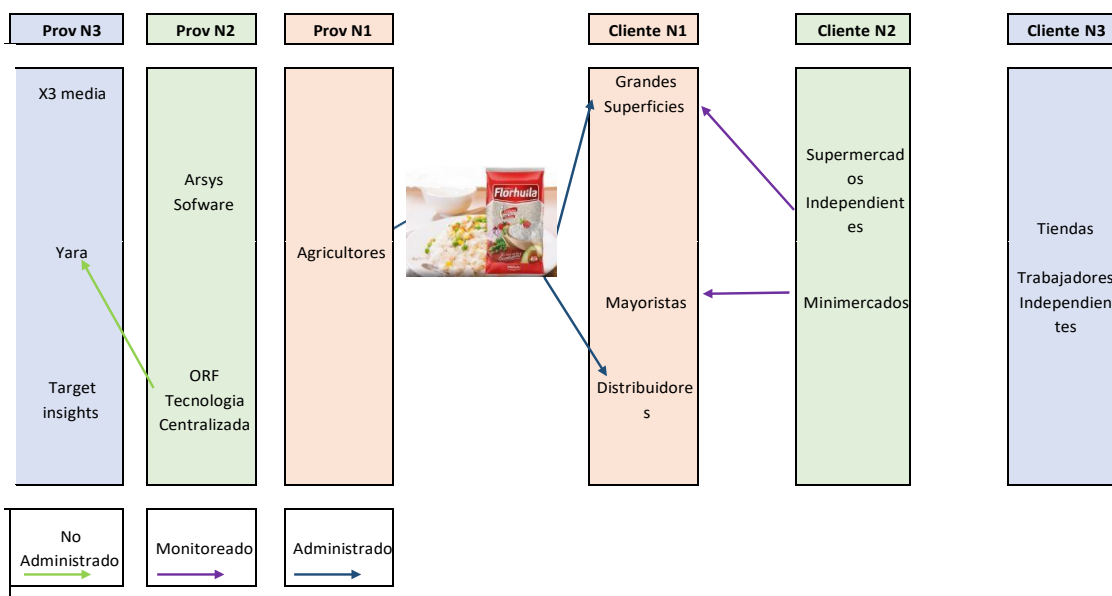 Prov N3
Prov N2
Prov N1
Cliente N1
Cliente N2
Cliente N3
X3 media
Yara
Target
insights
Arsys
Sofware
ORF
Tecnologia
Centralizada
Agricultores
Florhuila
Grandes
Superficies
Mayoristas
Distribuidore
s
Supermercad
os
Independient
es
Minimercados
Tiendas
Trabajadores
Independien
tes
No
Administrado
Monitoreado
Administrado